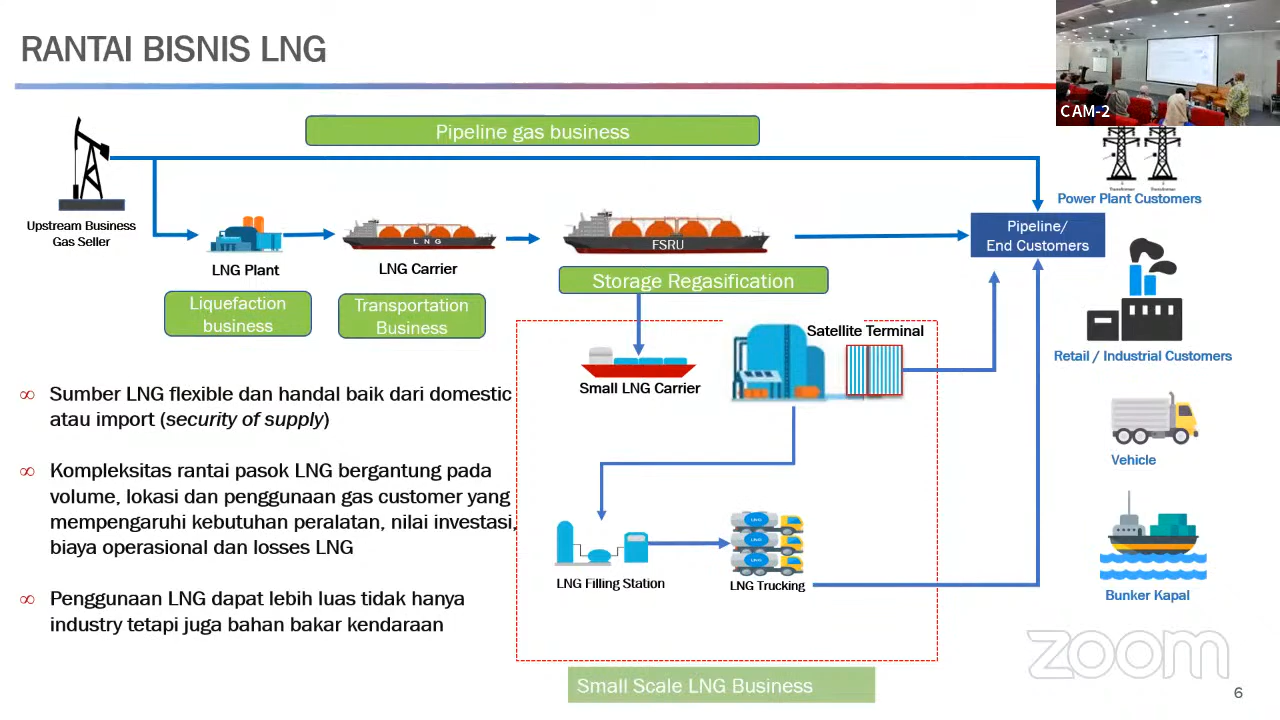 RANTAI BISNIS LNG
CAM-2
Pipeline gas business
Upstream Business
Gas Seller
LNG Plant
LNG
LNG Carrier
FSRU
Pipeline/
End Customers
Power Plant Customers
Liquefaction
business
Transportation
Business
Storage Regasification
Satellite Terminal
Small LNG Carrier
Retail / Industrial Customers
∞ Sumber LNG flexible dan handal baik dari domestic
atau import (security of supply)
∞ Kompleksitas rantai pasok LNG bergantung pada
volume, lokasi dan penggunaan gas customer yang
mempengaruhi kebutuhan peralatan, nilai investasi,
biaya operasional dan losses LNG
∞ Penggunaan LNG dapat lebih luas tidak hanya
industry tetapi juga bahan bakar kendaraan
Vehicle
LNG Filling Station
LNG
LNG
LNG
LNG Trucking
Bunker Kapal
Small Scale LNG Business
zoom
6